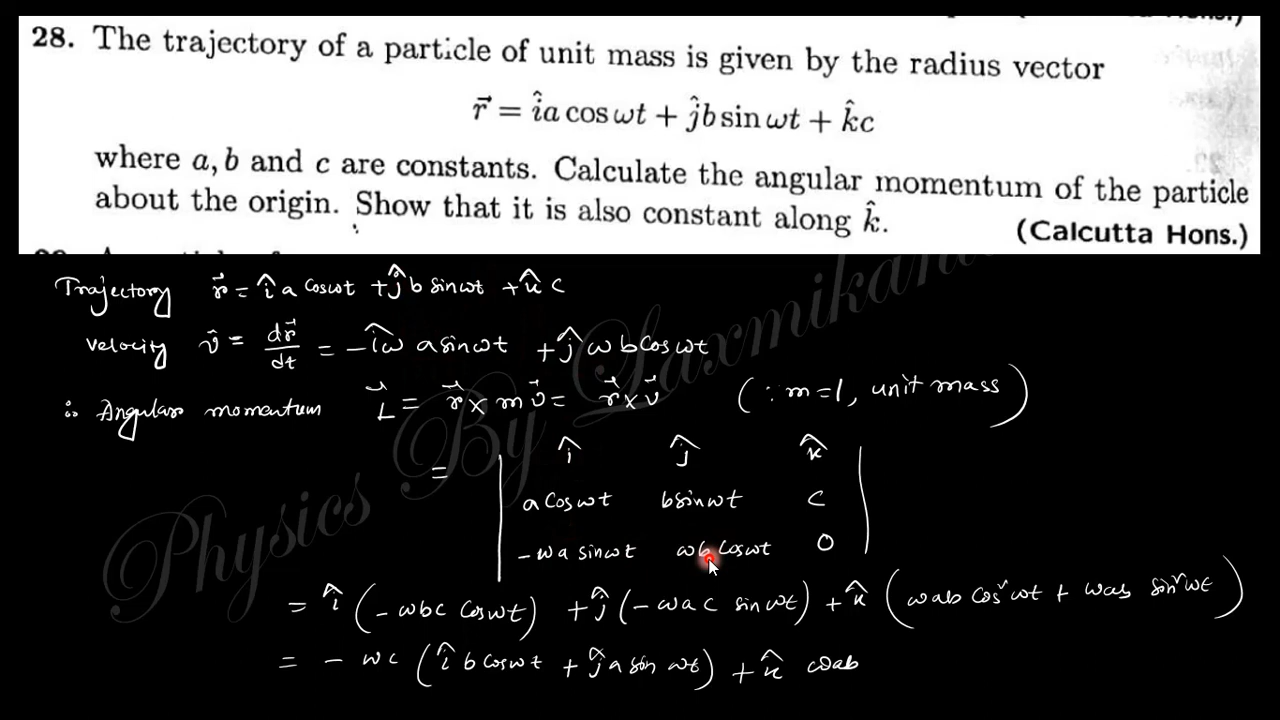 28. The trajectory of a particle of unit mass is given by the radius vector
r⃗ = îa cos ωt + ĵb sin ωt + k̂c
where a, b and c are constants. Calculate the angular momentum of the particle
about the origin. Show that it is also constant along k̂.
(Calcutta Hons.)
Trajectory r⃗ = î a cosωt + ĵ b sinωt + k̂ c
Velocity v⃗ = dr⃗/dt = -îω a sinωt + ĵ ω b cosωt
∴ Angular momentum L⃗ = r⃗ × m v⃗ = r⃗ × v⃗ (∵ m=1, unit mass)
= | î ĵ k̂ |
| a cosωt b sinωt c |
| -ωa sinωt ωb cosωt 0 |
= î (-ωbc cosωt) + ĵ (-ωac sinωt) + k̂ (ωab cos²ωt + ωab sin²ωt)
= -ωc (î b cosωt + ĵ a sin ωt) + k̂ ωab
Physics By Laxmikant